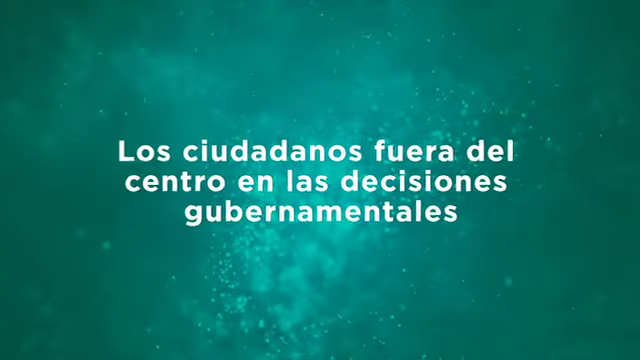 Los ciudadanos fuera del
centro en las decisiones
gubernamentales